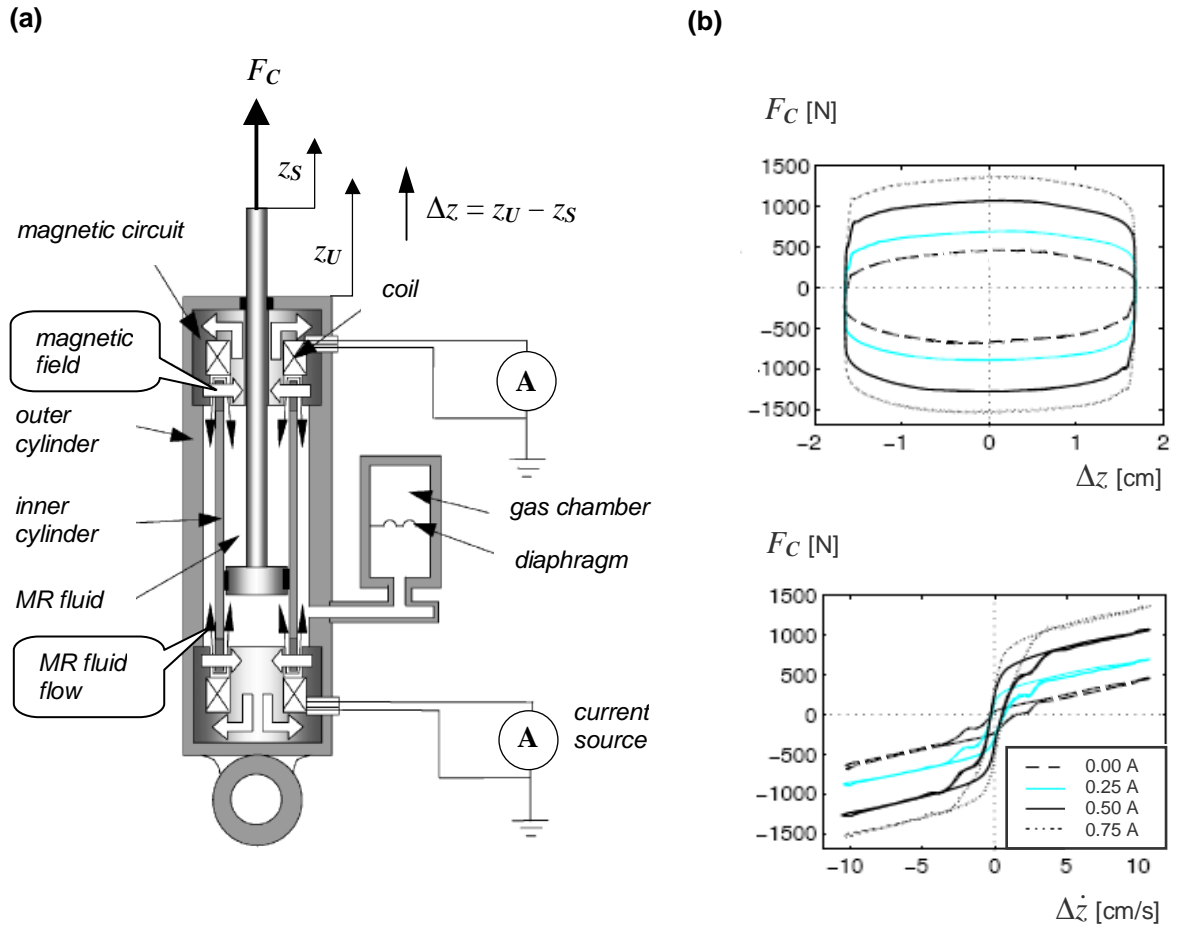 (a)
F_C
z_S
z_U
Δz = z_U − z_S
magnetic circuit
coil
magnetic
field
A
outer
cylinder
inner
cylinder
gas chamber
diaphragm
MR fluid
MR fluid
flow
A
current
source
(b)
F_C [N]
1500
1000
500
0
−500
−1000
−1500
−2
−1
0
1
2
Δz [cm]
F_C [N]
1500
1000
500
0
−500
−1000
−1500
0.00 A
0.25 A
0.50 A
0.75 A
−10
−5
0
5
10
Δż [cm/s]